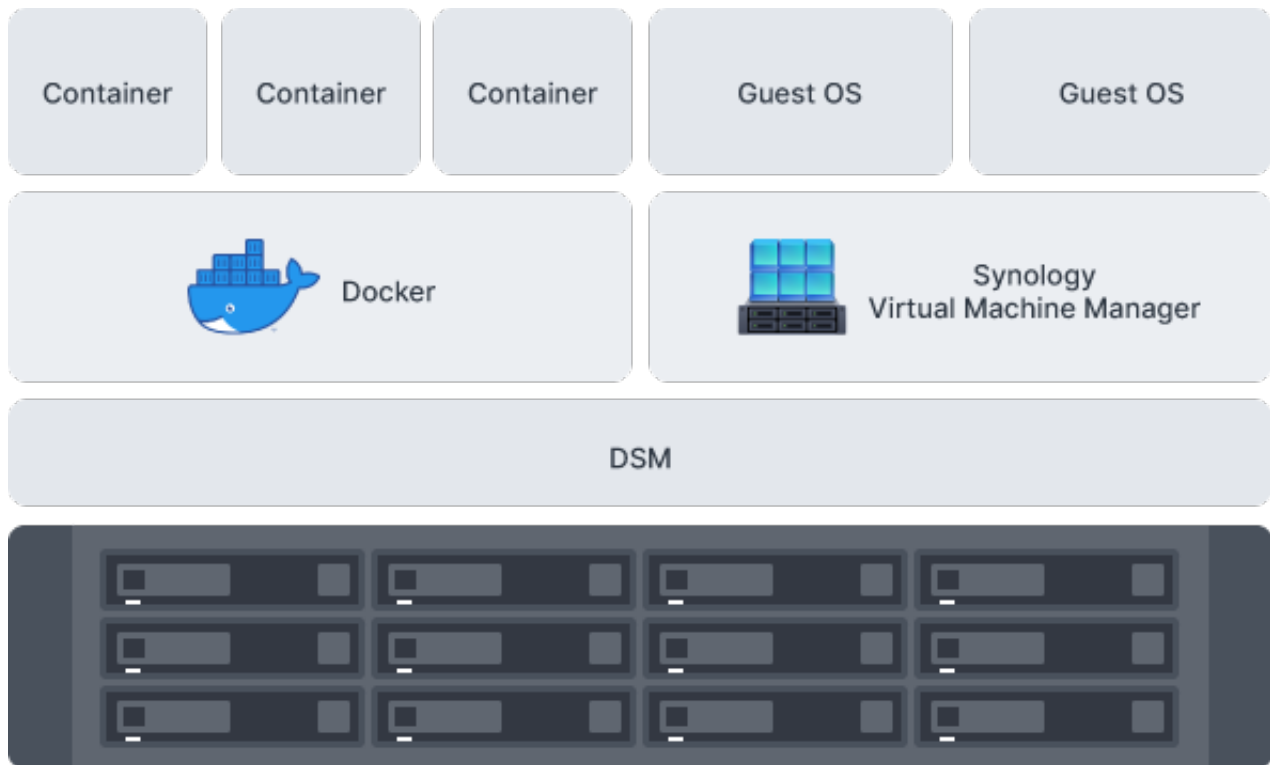 Container
Container
Container
Guest OS
Guest OS
Docker
Synology
Virtual Machine Manager
DSM